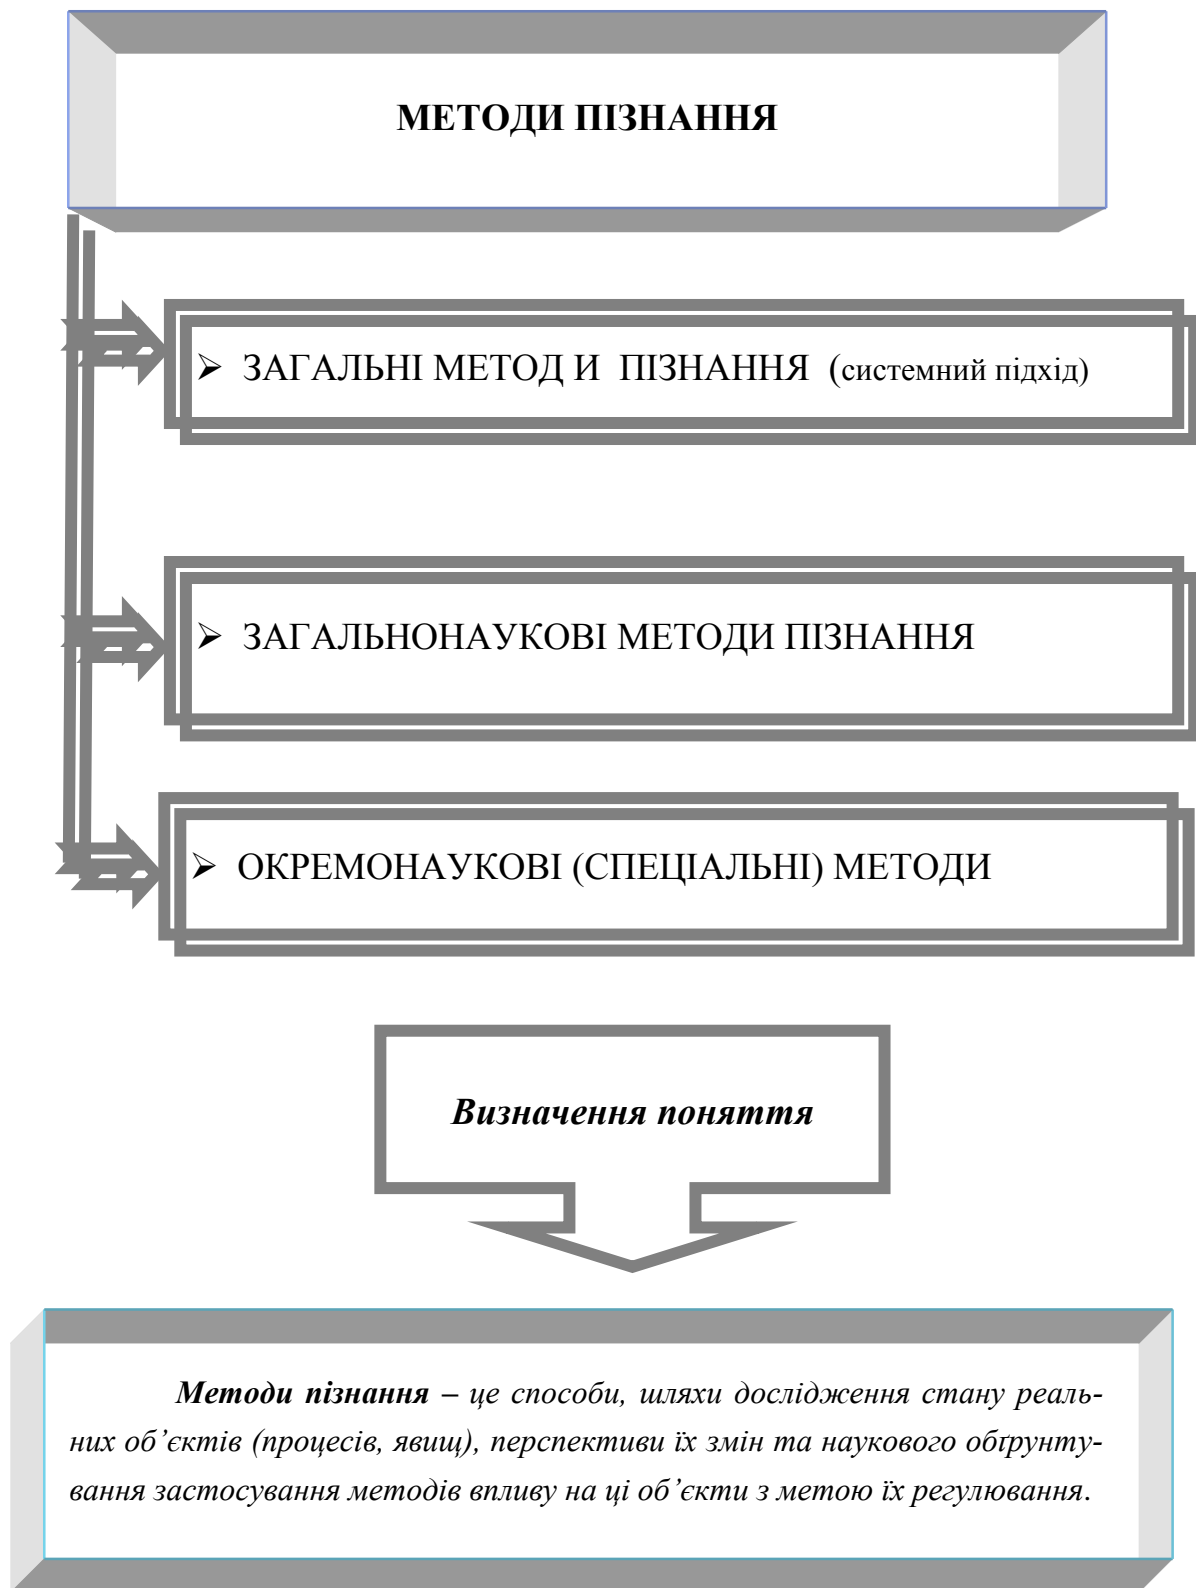 МЕТОДИ ПІЗНАННЯ
➢ ЗАГАЛЬНІ МЕТОД И ПІЗНАННЯ (системний підхід)
➢ ЗАГАЛЬНОНАУКОВІ МЕТОДИ ПІЗНАННЯ
➢ ОКРЕМОНАУКОВІ (СПЕЦІАЛЬНІ) МЕТОДИ
Визначення поняття
Методи пізнання – це способи, шляхи дослідження стану реаль-
них об’єктів (процесів, явищ), перспективи їх змін та наукового обґрунту-
вання застосування методів впливу на ці об’єкти з метою їх регулювання.